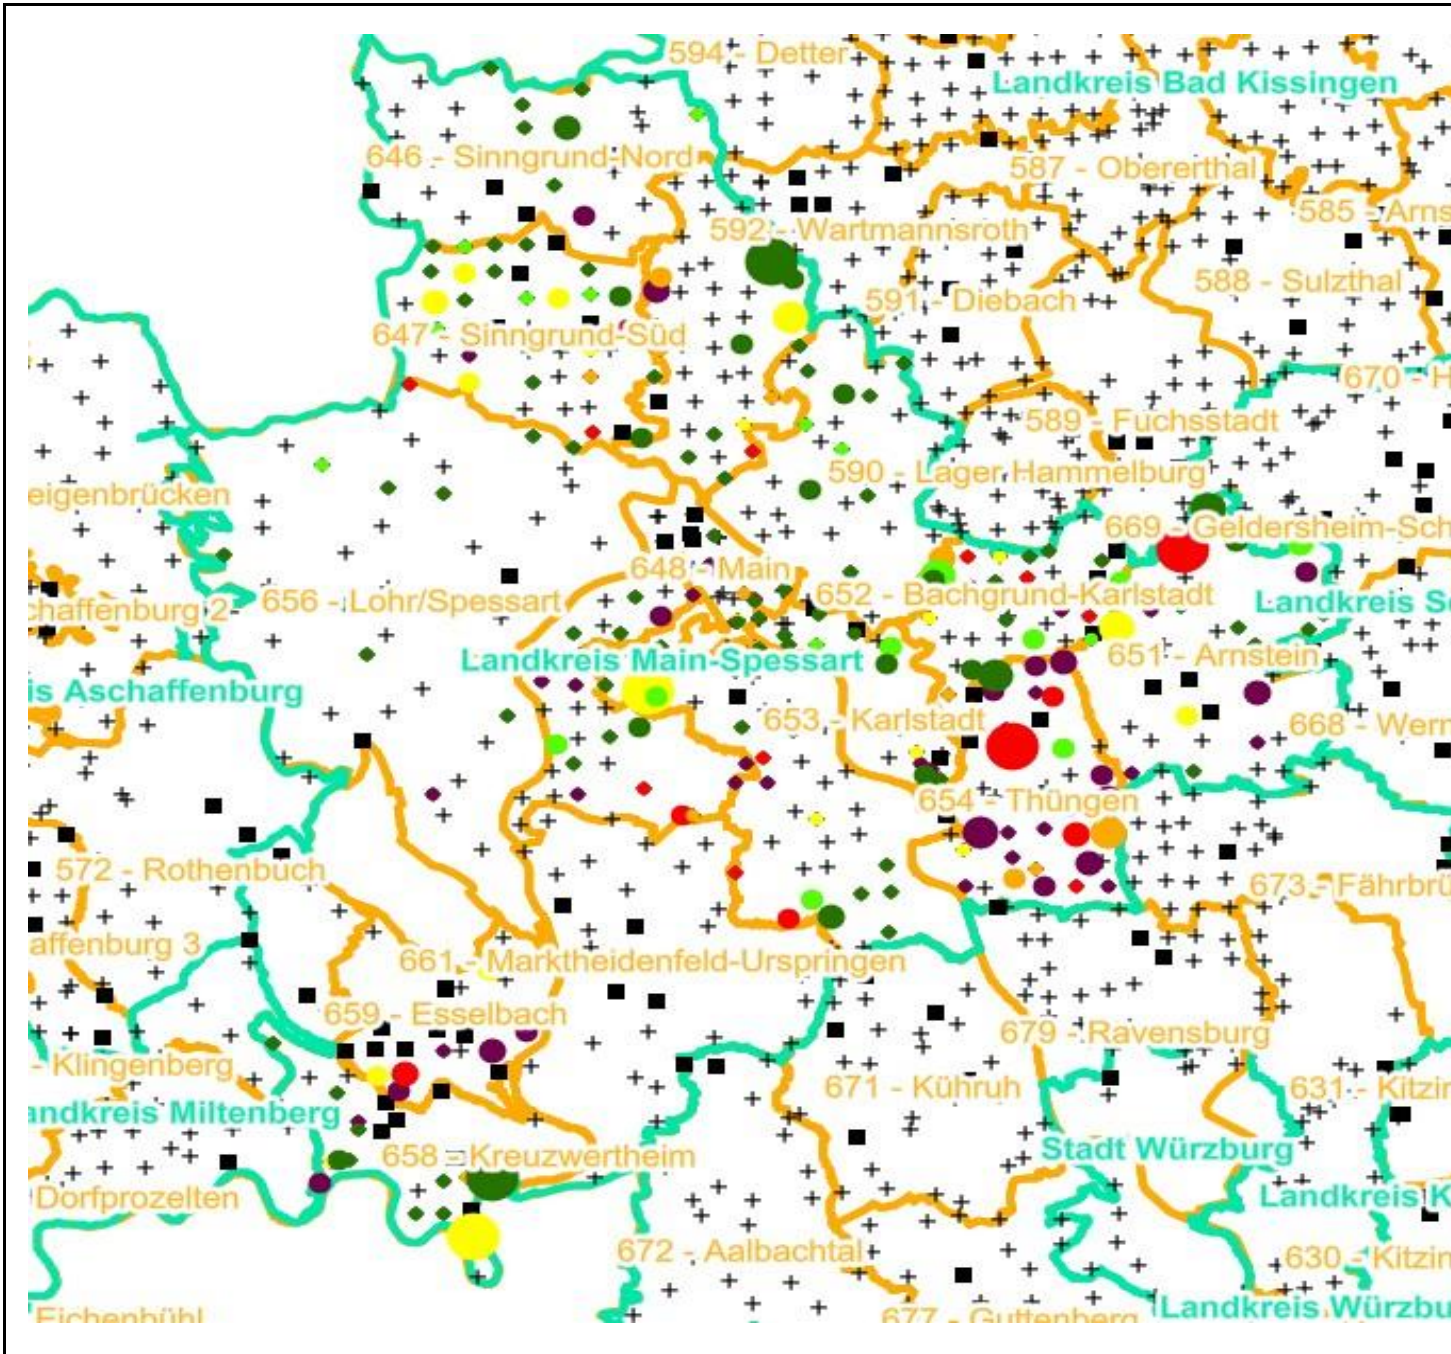 594 - Detter
Landkreis Bad Kissingen
646 - Sinngrund-Nord
587 - Obererthal
585 - Arns
592 - Wartmannsroth
588 - Sulzthal
591 - Diebach
647 - Sinngrund-Süd
670 - H
589 - Fuchsstadt
590 - Lager Hammelburg
eigenbrücken
669 - Geldersheim-Sch
648 - Main
652 - Bachgrund-Karlstadt
656 - Lohr/Spessart
chaffenburg 2
Landkreis S
Landkreis Main-Spessart
651 - Arnstein
is Aschaffenburg
653 - Karlstadt
668 - Wern
654 - Thüngen
572 - Rothenbuch
673 - Fährbrü
affenburg 3
661 - Marktheidenfeld-Urspringen
659 - Esselbach
679 - Ravensburg
- Klingenberg
671 - Kühruh
631 - Kitzin
andkreis Miltenberg
Stadt Würzburg
658 - Kreuzwertheim
Dorfprozelten
Landkreis K
672 - Aalbachtal
630 - Kitzin
Landkreis Würzbu
Eichenbühl
677 - Guttenberg